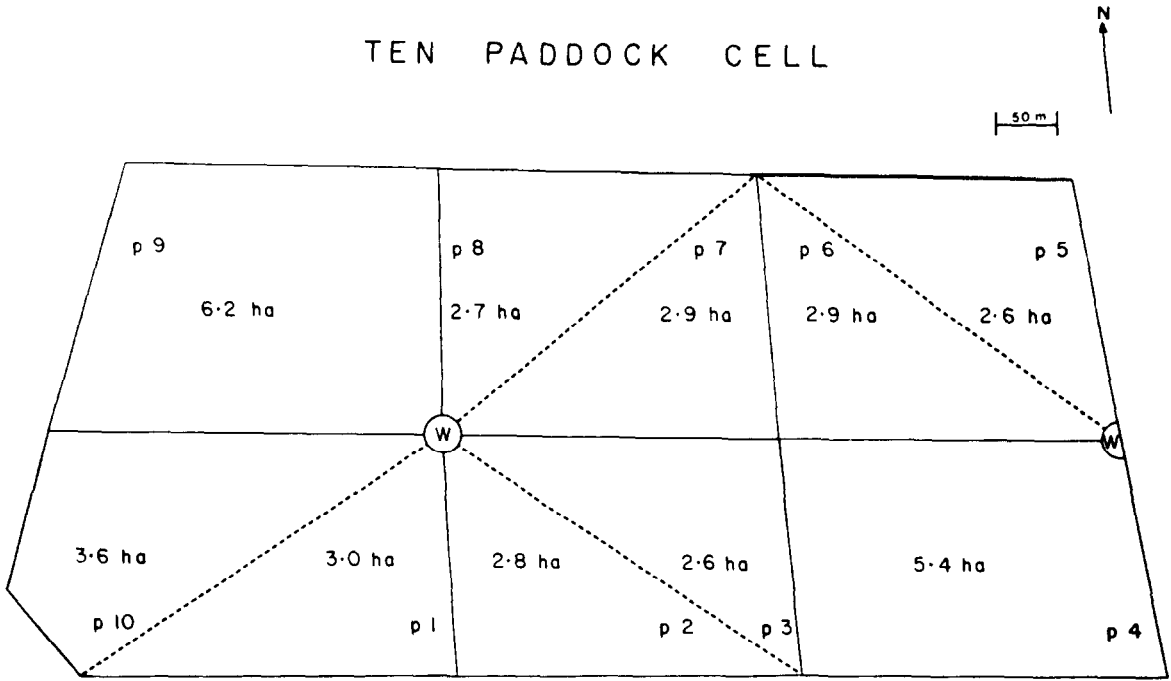 N
TEN PADDOCK CELL
50 m
p 9
p 8
p 7
p 6
p 5
6·2 ha
2·7 ha
2·9 ha
2·9 ha
2·6 ha
W
W
3·6 ha
3·0 ha
2·8 ha
2·6 ha
5·4 ha
p 10
p 1
p 2
p 3
p 4